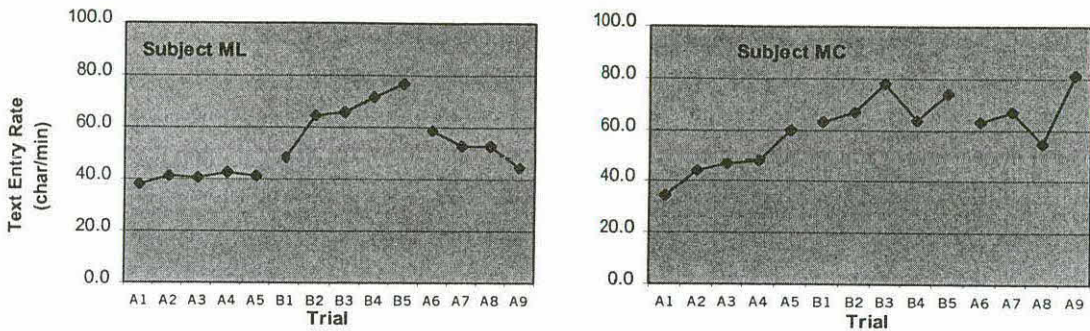 Text Entry Rate
(char/min)
100.0
80.0
60.0
40.0
20.0
0.0
Subject ML
A1 A2 A3 A4 A5 B1 B2 B3 B4 B5 A6 A7 A8 A9
Trial
100.0
80.0
60.0
40.0
20.0
0.0
Subject MC
A1 A2 A3 A4 A5 B1 B2 B3 B4 B5 A6 A7 A8 A9
Trial